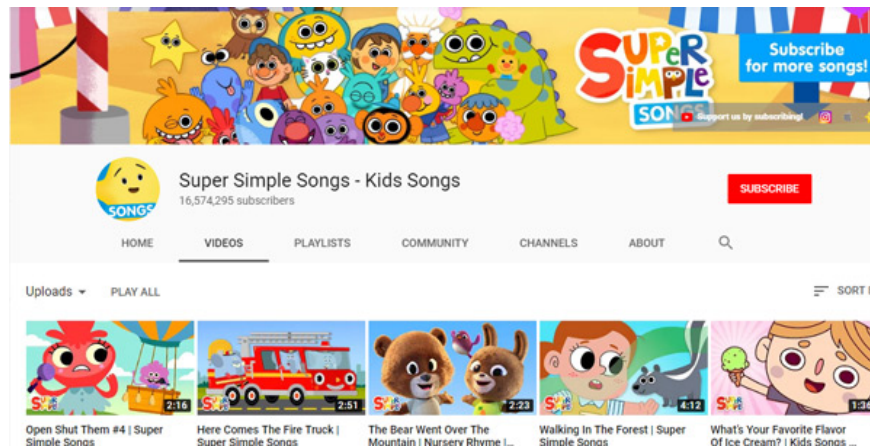 SUPER
SIMPLE
SONGS
Subscribe
for more songs!
Support us by subscribing!
SONGS
Super Simple Songs - Kids Songs
16,574,295 subscribers
SUBSCRIBE
HOME VIDEOS PLAYLISTS COMMUNITY CHANNELS ABOUT
Uploads PLAY ALL SORT
2:16 2:51 2:23 4:12 1:36
Open Shut Them #4 | Super
Simple Songs
Here Comes The Fire Truck |
Super Simple Songs
The Bear Went Over The
Mountain | Nursery Rhyme |...
Walking In The Forest | Super
Simple Songs
What's Your Favorite Flavor
Of Ice Cream? | Kids Songs ...